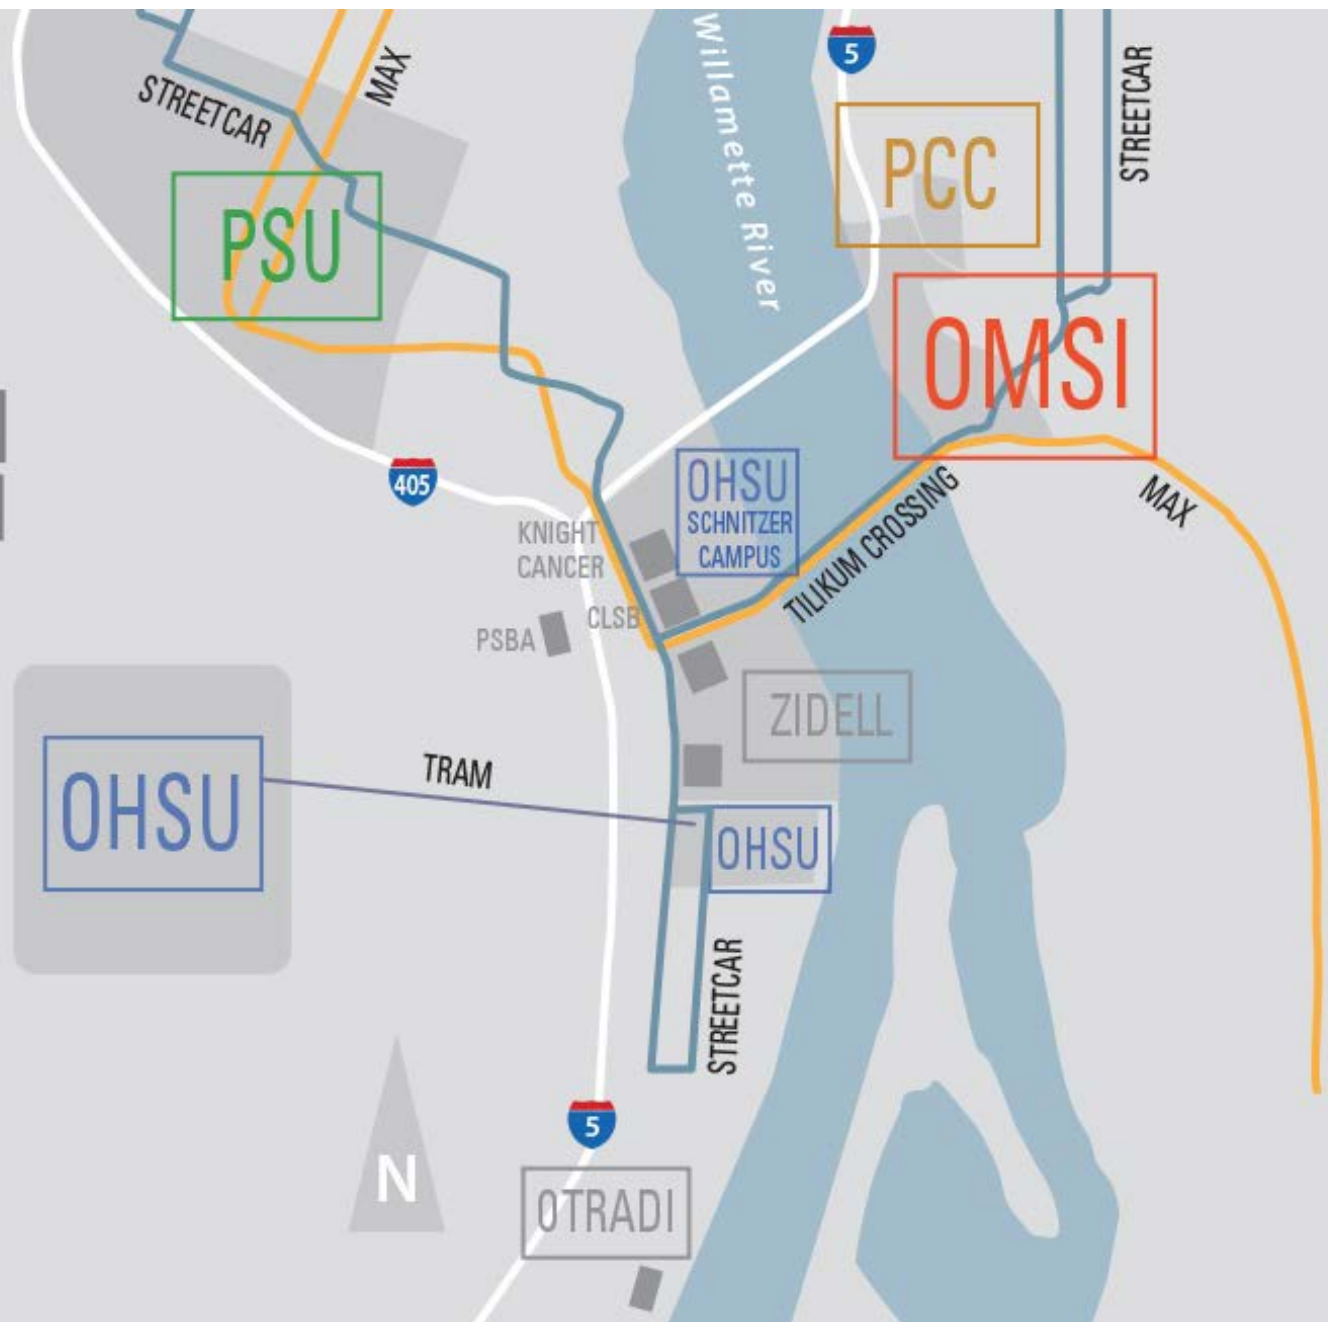 Willamette River
5
STREETCAR
MAX
STREETCAR
PCC
PSU
OMSI
405
OHSU
SCHNITZER
CAMPUS
KNIGHT
CANCER
TILIKUM CROSSING
MAX
CLSB
PSBA
ZIDELL
TRAM
OHSU
OHSU
STREETCAR
5
N
OTRADI